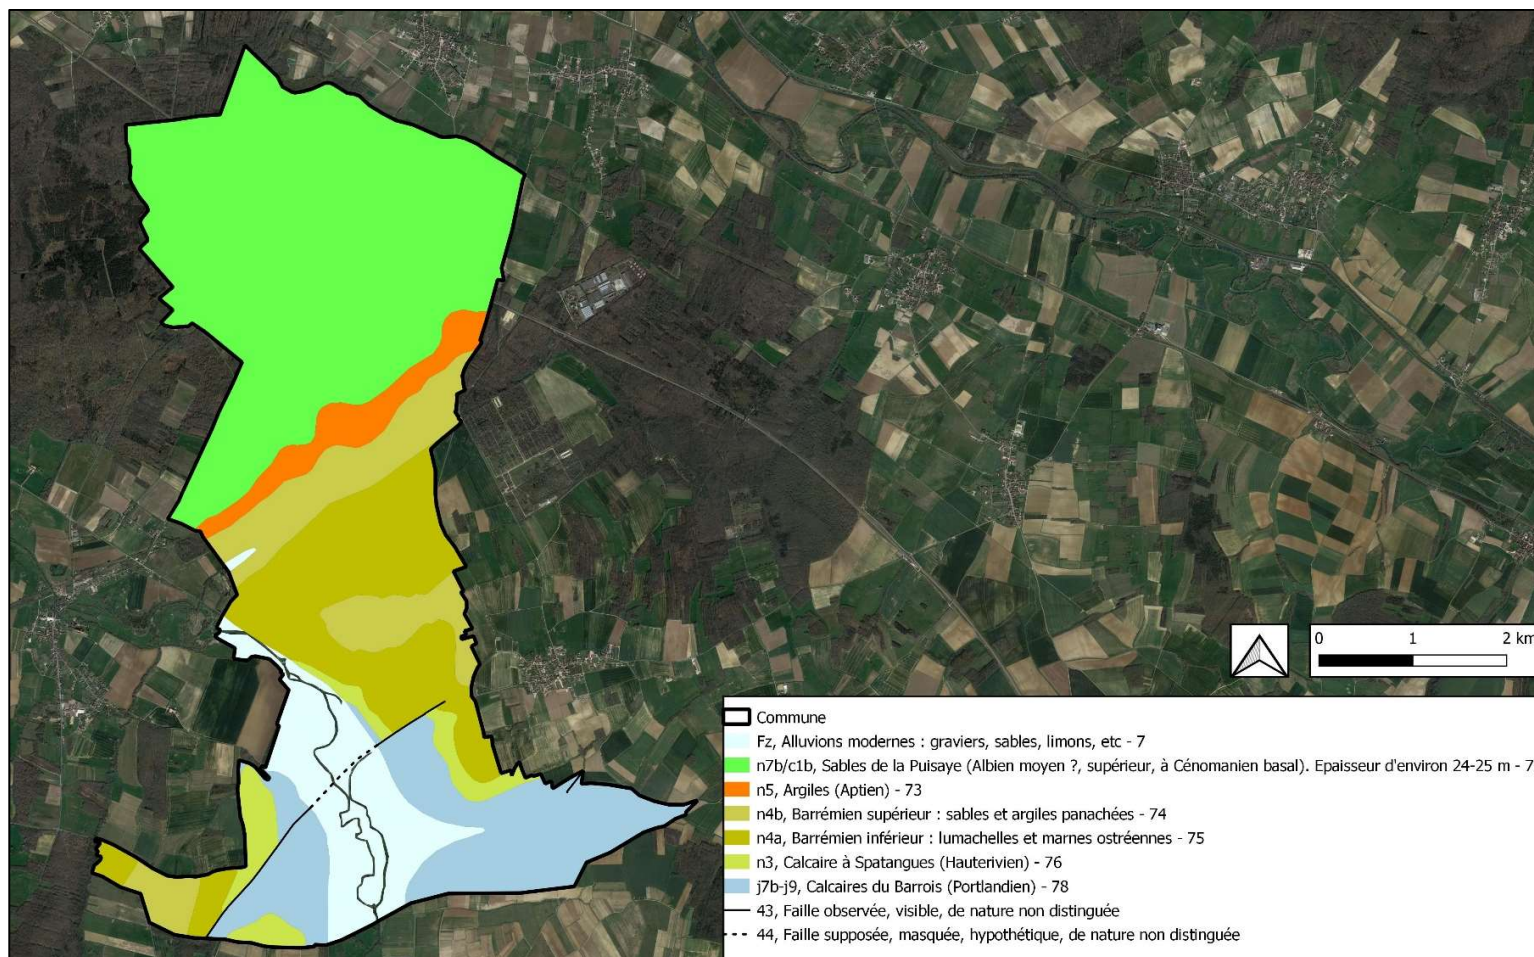 0 1 2 km
Commune
Fz, Alluvions modernes : graviers, sables, limons, etc - 7
n7b/c1b, Sables de la Puisaye (Albien moyen ?, supérieur, à Cénomanien basal). Epaisseur d'environ 24-25 m - 7
n5, Argiles (Aptien) - 73
n4b, Barrémien supérieur : sables et argiles panachées - 74
n4a, Barrémien inférieur : lumachelles et marnes ostréennes - 75
n3, Calcaire à Spatangues (Hauterivien) - 76
j7b-j9, Calcaires du Barrois (Portlandien) - 78
43, Faille observée, visible, de nature non distinguée
44, Faille supposée, masquée, hypothétique, de nature non distinguée